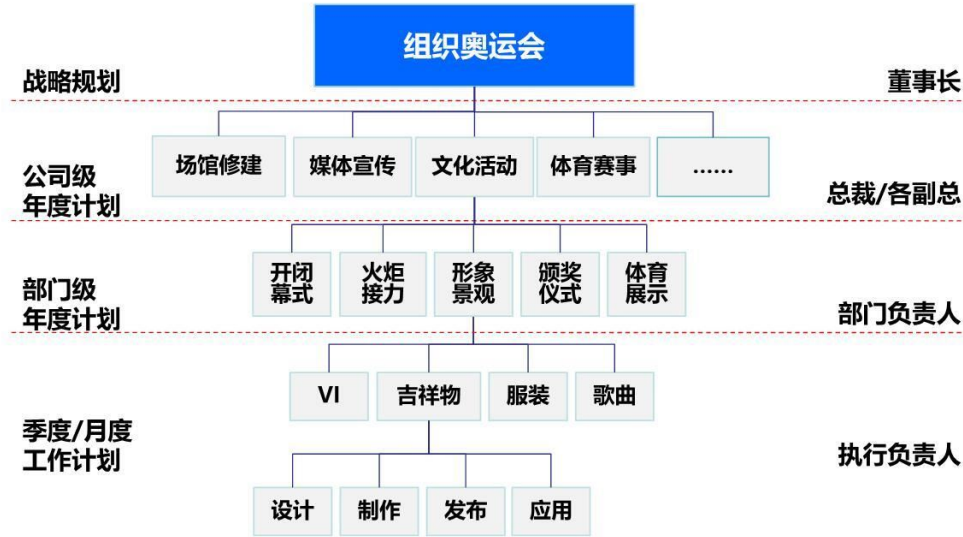 组织奥运会
战略规划
董事长
场馆修建
媒体宣传
文化活动
体育赛事
……
公司级
年度计划
总裁/各副总
开闭
幕式
火炬
接力
形象
景观
颁奖
仪式
体育
展示
部门级
年度计划
部门负责人
VI
吉祥物
服装
歌曲
季度/月度
工作计划
执行负责人
设计
制作
发布
应用